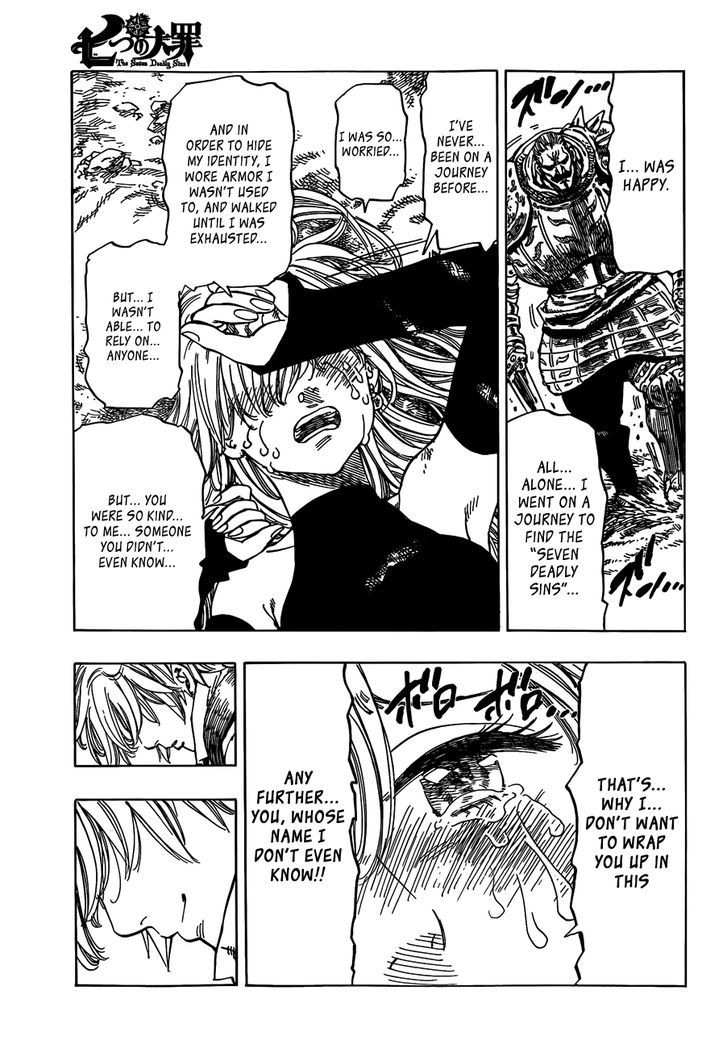 七つの大罪
The Seven Deadly Sins
ズル…
I... WAS
HAPPY.
ALL...
ALONE... I
WENT ON A
JOURNEY TO
FIND THE
“SEVEN
DEADLY
SINS”...
ズル…
I'VE
NEVER...
BEEN ON A
JOURNEY
BEFORE...
I WAS SO...
WORRIED...
AND IN
ORDER TO HIDE
MY IDENTITY, I
WORE ARMOR I
WASN'T USED
TO, AND WALKED
UNTIL I WAS
EXHAUSTED...
BUT... I
WASN'T
ABLE... TO
RELY ON...
ANYONE...
BUT... YOU
WERE SO KIND...
TO ME... SOMEONE
YOU DIDN'T...
EVEN KNOW...
ボロ ボロ…
THAT'S...
WHY I...
DON'T WANT
TO WRAP
YOU UP IN
THIS
ANY
FURTHER...
YOU, WHOSE
NAME I
DON'T EVEN
KNOW!!